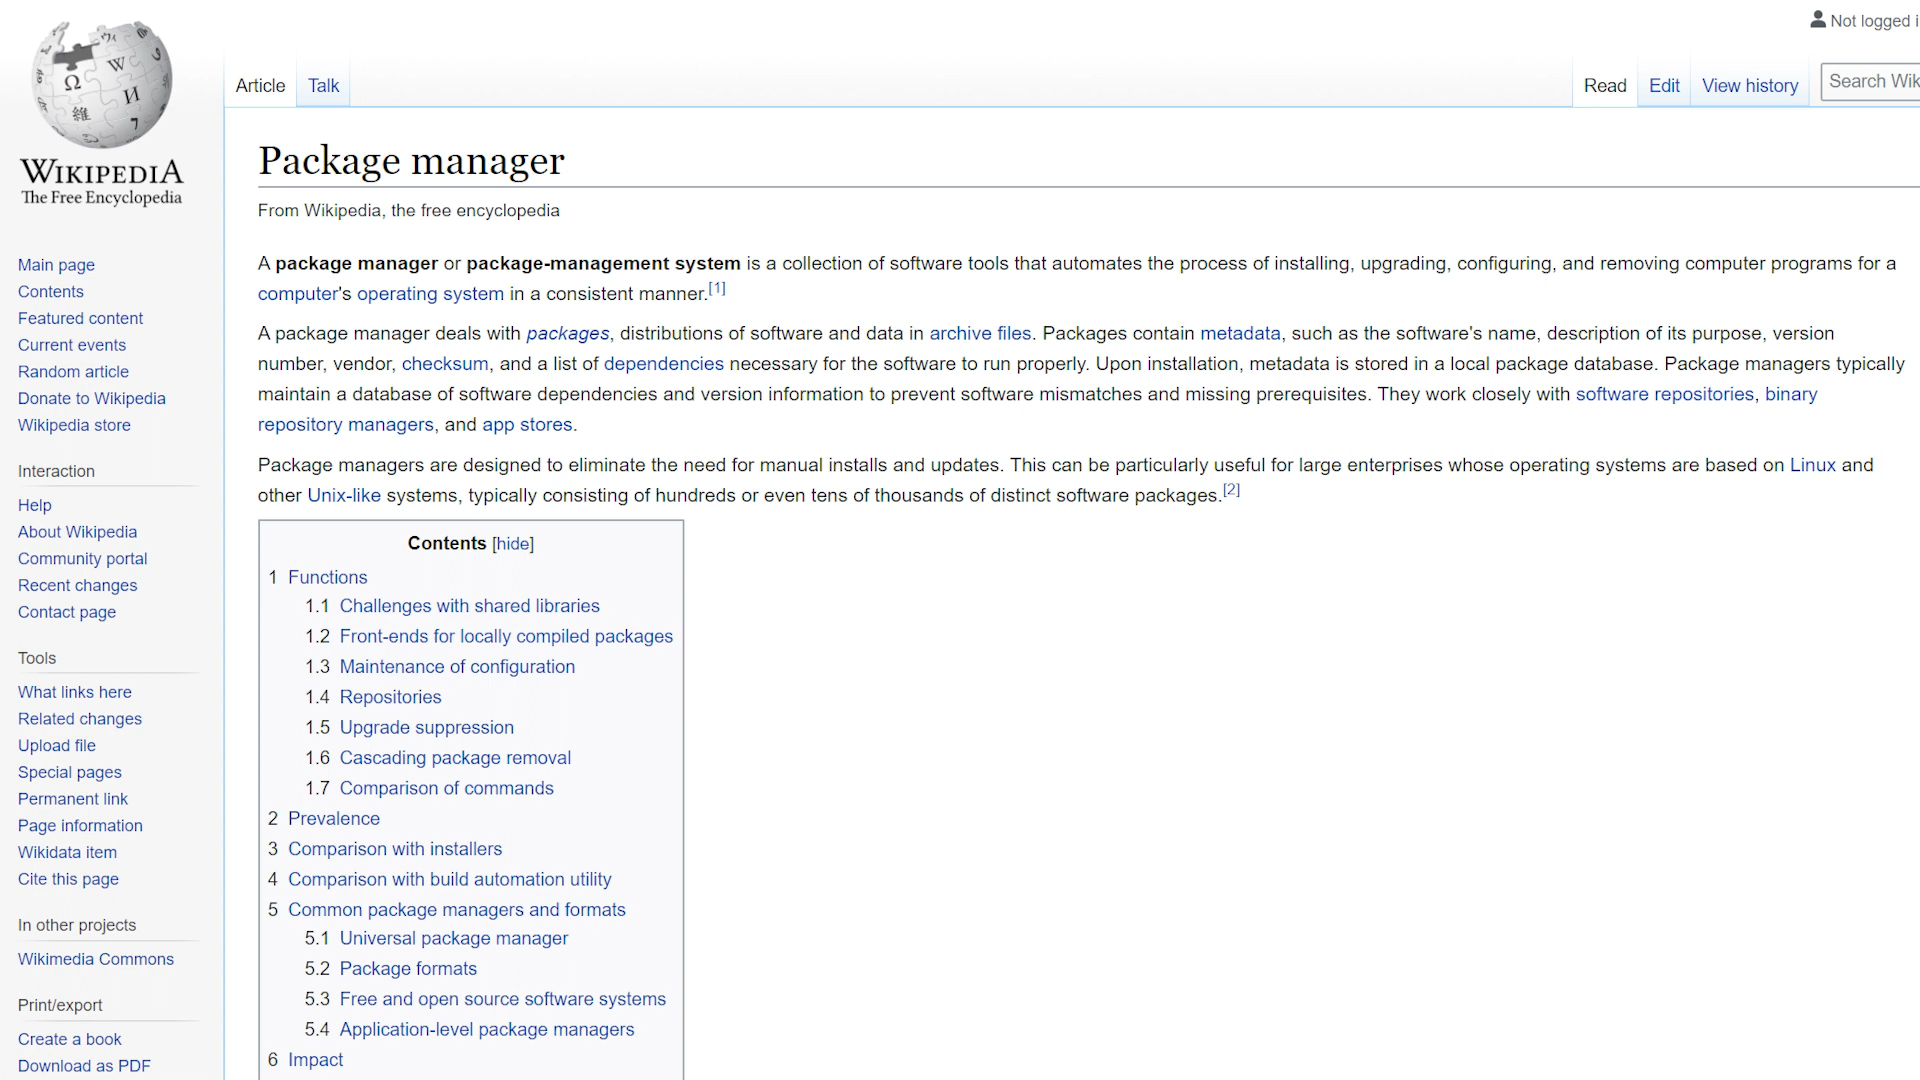 Not logged i
Article
Talk
Read
Edit
View history
Search Wik
WIKIPEDIA
The Free Encyclopedia
Main page
Contents
Featured content
Current events
Random article
Donate to Wikipedia
Wikipedia store
Interaction
Help
About Wikipedia
Community portal
Recent changes
Contact page
Tools
What links here
Related changes
Upload file
Special pages
Permanent link
Page information
Wikidata item
Cite this page
In other projects
Wikimedia Commons
Print/export
Create a book
Download as PDF
Package manager
From Wikipedia, the free encyclopedia
A package manager or package-management system is a collection of software tools that automates the process of installing, upgrading, configuring, and removing computer programs for a
computer's operating system in a consistent manner.[1]
A package manager deals with packages, distributions of software and data in archive files. Packages contain metadata, such as the software's name, description of its purpose, version
number, vendor, checksum, and a list of dependencies necessary for the software to run properly. Upon installation, metadata is stored in a local package database. Package managers typically
maintain a database of software dependencies and version information to prevent software mismatches and missing prerequisites. They work closely with software repositories, binary
repository managers, and app stores.
Package managers are designed to eliminate the need for manual installs and updates. This can be particularly useful for large enterprises whose operating systems are based on Linux and
other Unix-like systems, typically consisting of hundreds or even tens of thousands of distinct software packages.[2]
Contents [hide]
1 Functions
1.1 Challenges with shared libraries
1.2 Front-ends for locally compiled packages
1.3 Maintenance of configuration
1.4 Repositories
1.5 Upgrade suppression
1.6 Cascading package removal
1.7 Comparison of commands
2 Prevalence
3 Comparison with installers
4 Comparison with build automation utility
5 Common package managers and formats
5.1 Universal package manager
5.2 Package formats
5.3 Free and open source software systems
5.4 Application-level package managers
6 Impact